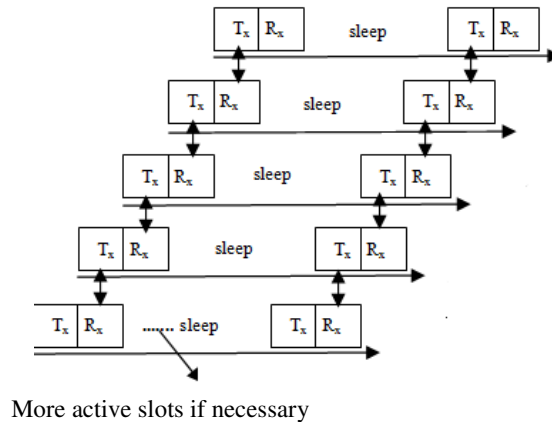 Tx Rx sleep Tx Rx
Tx Rx sleep Tx Rx
Tx Rx sleep Tx Rx
Tx Rx sleep Tx Rx
Tx Rx ....... sleep Tx Rx
More active slots if necessary